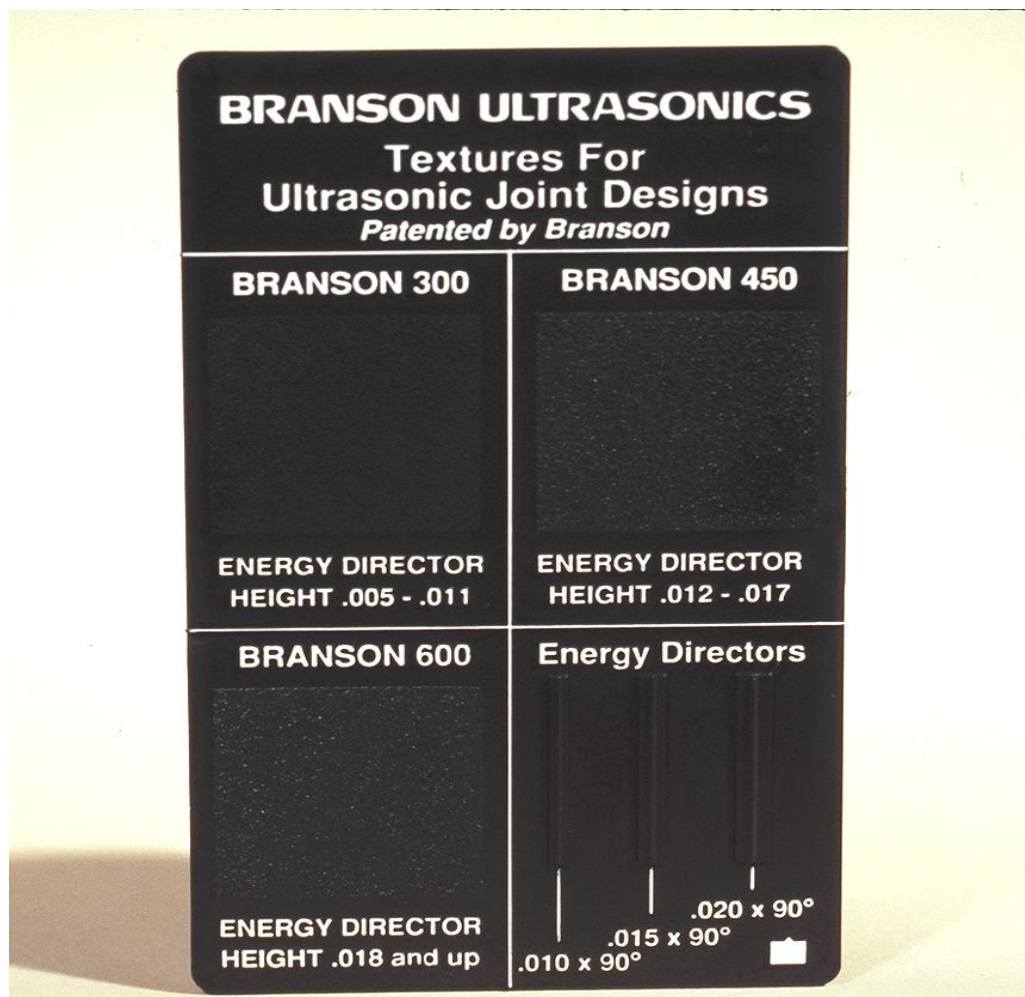 BRANSON ULTRASONICS
Textures For
Ultrasonic Joint Designs
Patented by Branson
BRANSON 300
ENERGY DIRECTOR
HEIGHT .005 - .011
BRANSON 450
ENERGY DIRECTOR
HEIGHT .012 - .017
BRANSON 600
ENERGY DIRECTOR
HEIGHT .018 and up
Energy Directors
.020 x 90°
.015 x 90°
.010 x 90°